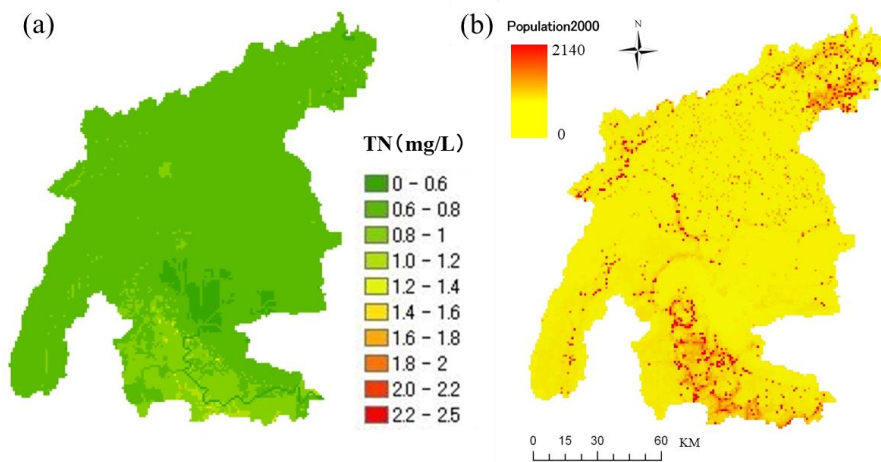 (a)
TN(mg/L)
0 - 0.6
0.6 - 0.8
0.8 - 1
1.0 - 1.2
1.2 - 1.4
1.4 - 1.6
1.6 - 1.8
1.8 - 2
2.0 - 2.2
2.2 - 2.5
(b)
Population2000
2140
0
N
0 15 30 60 KM